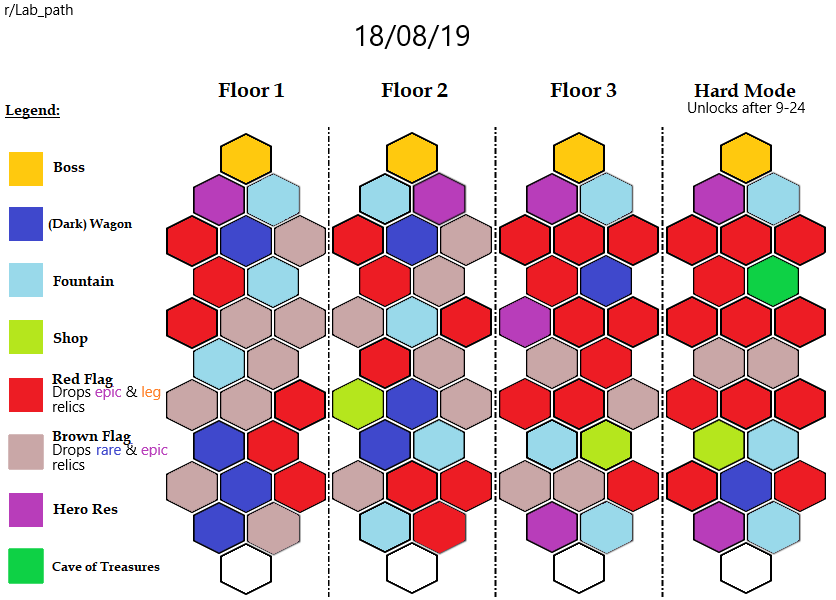 r/Lab_path
18/08/19
Floor 1
Floor 2
Floor 3
Hard Mode
Unlocks after 9-24
Legend:
Boss
(Dark) Wagon
Fountain
Shop
Red Flag
Drops epic & leg
relics
Brown Flag
Drops rare & epic
relics
Hero Res
Cave of Treasures